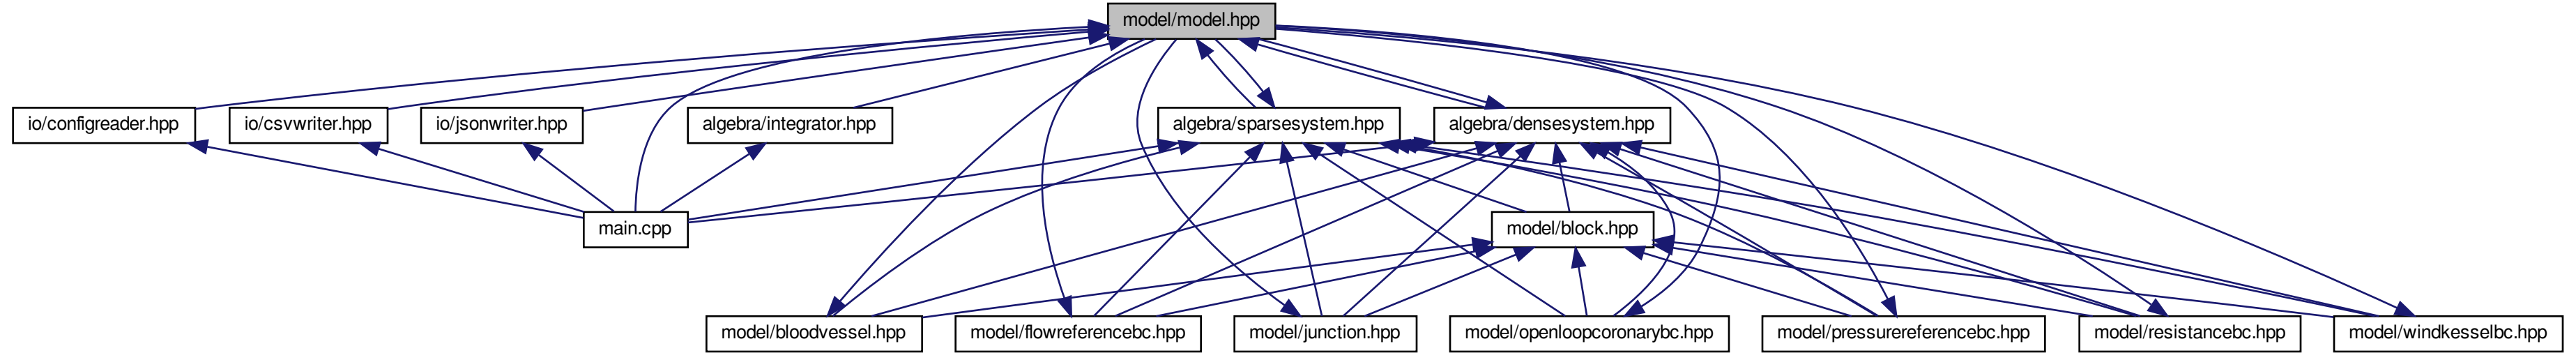 model/model.hpp
io/configreader.hpp
io/csvwriter.hpp
io/jsonwriter.hpp
algebra/integrator.hpp
algebra/sparsesystem.hpp
algebra/densesystem.hpp
main.cpp
model/block.hpp
model/bloodvessel.hpp
model/flowreferencebc.hpp
model/junction.hpp
model/openloopcoronarybc.hpp
model/pressurereferencebc.hpp
model/resistancebc.hpp
model/windkesselbc.hpp